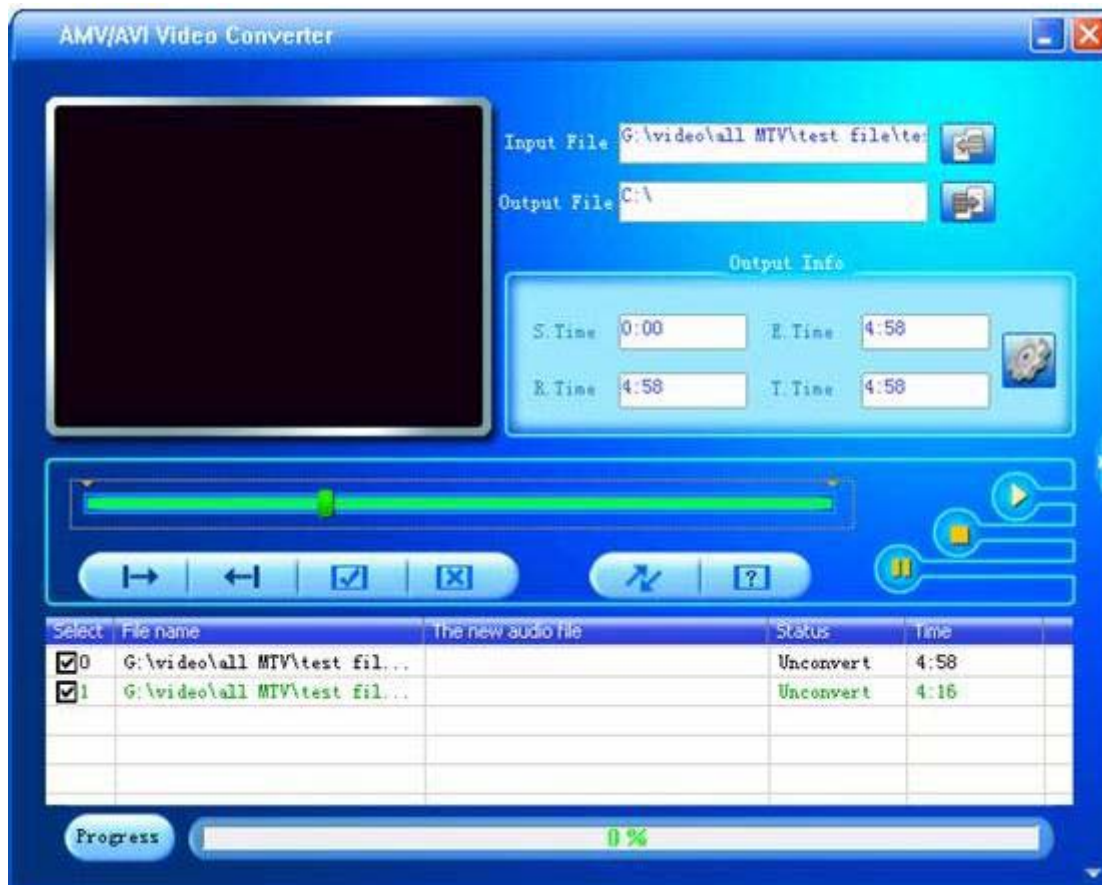 AMV/AVI Video Converter
Input File G:\video\all MTV\test file\te
Output File C:\
Output Info
S.Time 0:00 E.Time 4:58
R.Time 4:58 T.Time 4:58
?
Select File name The new audio file Status Time
0 G:\video\all MTV\test fil... Unconvert 4:58
1 G:\video\all MTV\test fil... Unconvert 4:16
Progress 0 %